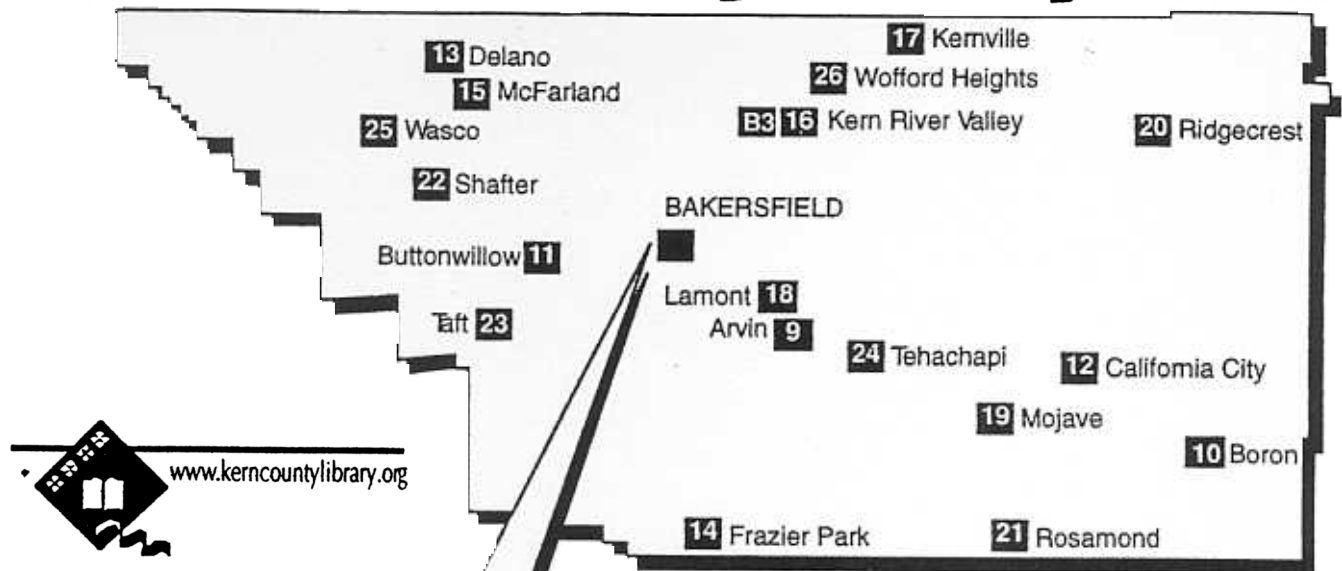 17 Kernville
13 Delano
26 Wofford Heights
15 McFarland
B3 16 Kern River Valley
25 Wasco
20 Ridgecrest
22 Shafter
BAKERSFIELD
Buttonwillow 11
Lamont 18
Taft 23
Arvin 9
24 Tehachapi
12 California City
19 Mojave
10 Boron
www.kerncountylibrary.org
14 Frazier Park
21 Rosamond